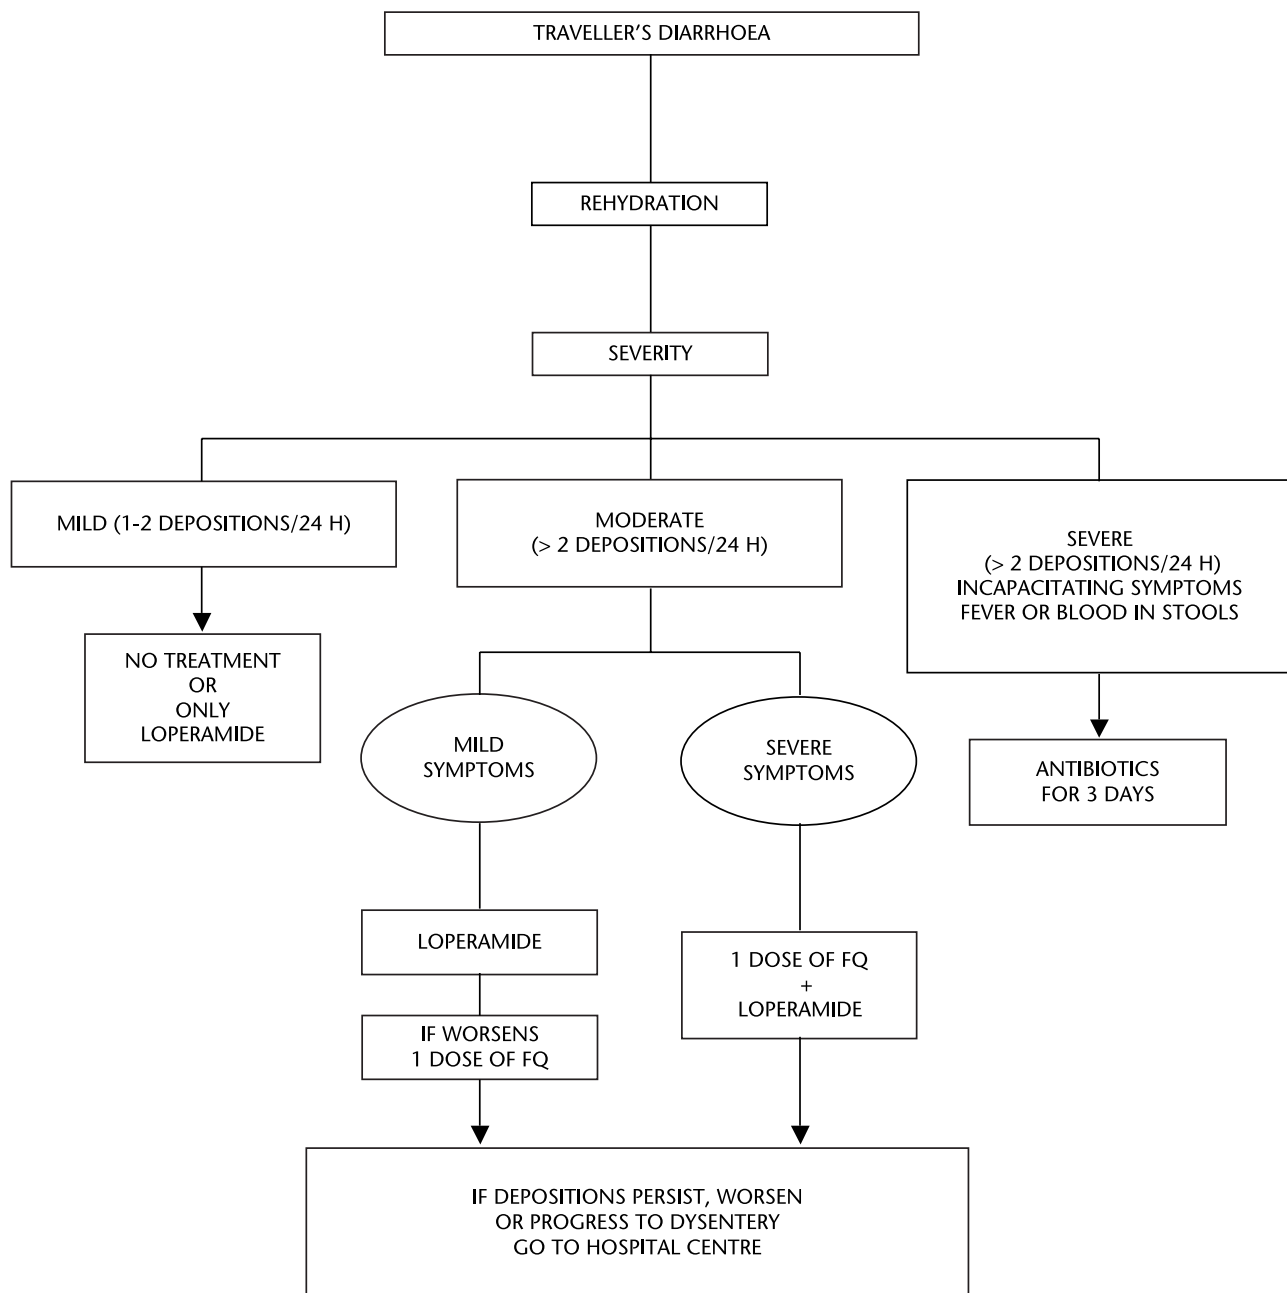 TRAVELLER'S DIARRHOEA
REHYDRATION
SEVERITY
MILD (1-2 DEPOSITIONS/24 H)
NO TREATMENT
OR
ONLY
LOPERAMIDE
MODERATE
(> 2 DEPOSITIONS/24 H)
MILD
SYMPTOMS
LOPERAMIDE
IF WORSENS
1 DOSE OF FQ
SEVERE
SYMPTOMS
1 DOSE OF FQ
+
LOPERAMIDE
IF DEPOSITIONS PERSIST, WORSEN
OR PROGRESS TO DYSENTERY
GO TO HOSPITAL CENTRE
SEVERE
(> 2 DEPOSITIONS/24 H)
INCAPACITATING SYMPTOMS
FEVER OR BLOOD IN STOOLS
ANTIBIOTICS
FOR 3 DAYS